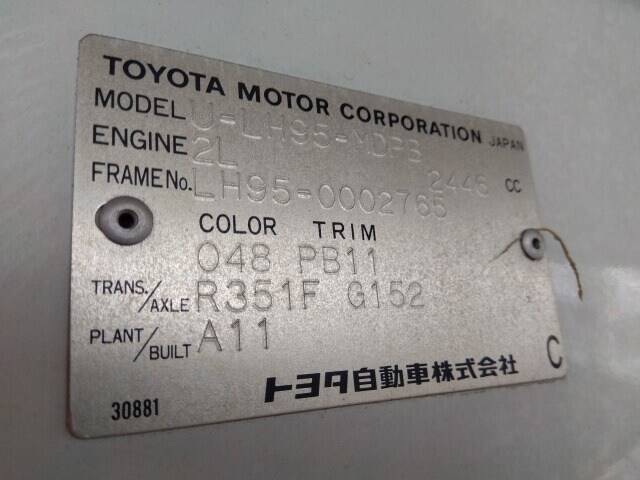 TOYOTA MOTOR CORPORATION JAPAN
MODEL U-LH95-MDPB
ENGINE 2L 2446 CC
FRAME No. LH95-0002765
COLOR TRIM
048 PB11
TRANS./AXLE R351F G152
PLANT/BUILT A11
C
トヨタ自動車株式会社
30881